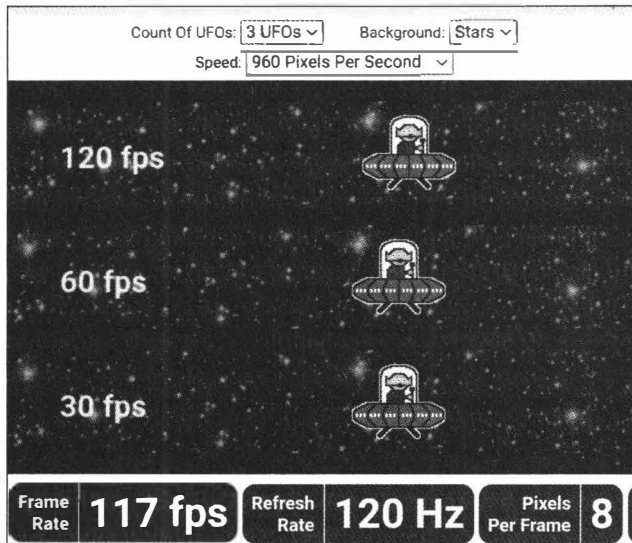 Count Of UFOs: 3 UFOs Background: Stars
Speed: 960 Pixels Per Second
120 fps
60 fps
30 fps
Frame Rate 117 fps Refresh Rate 120 Hz Pixels Per Frame 8